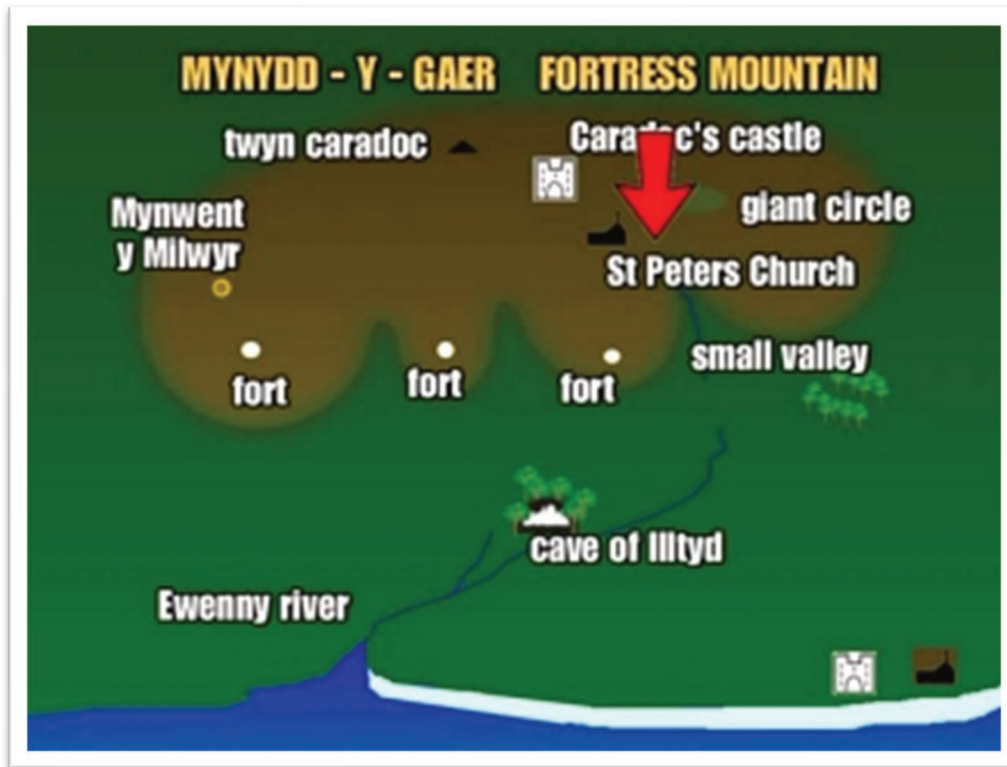 MYNYDD - Y - GAER FORTRESS MOUNTAIN
twyn caradoc
Caradoc's castle
Mynwent
y Milwyr
giant circle
St Peters Church
small valley
fort
fort
fort
cave of Illtyd
Ewenny river